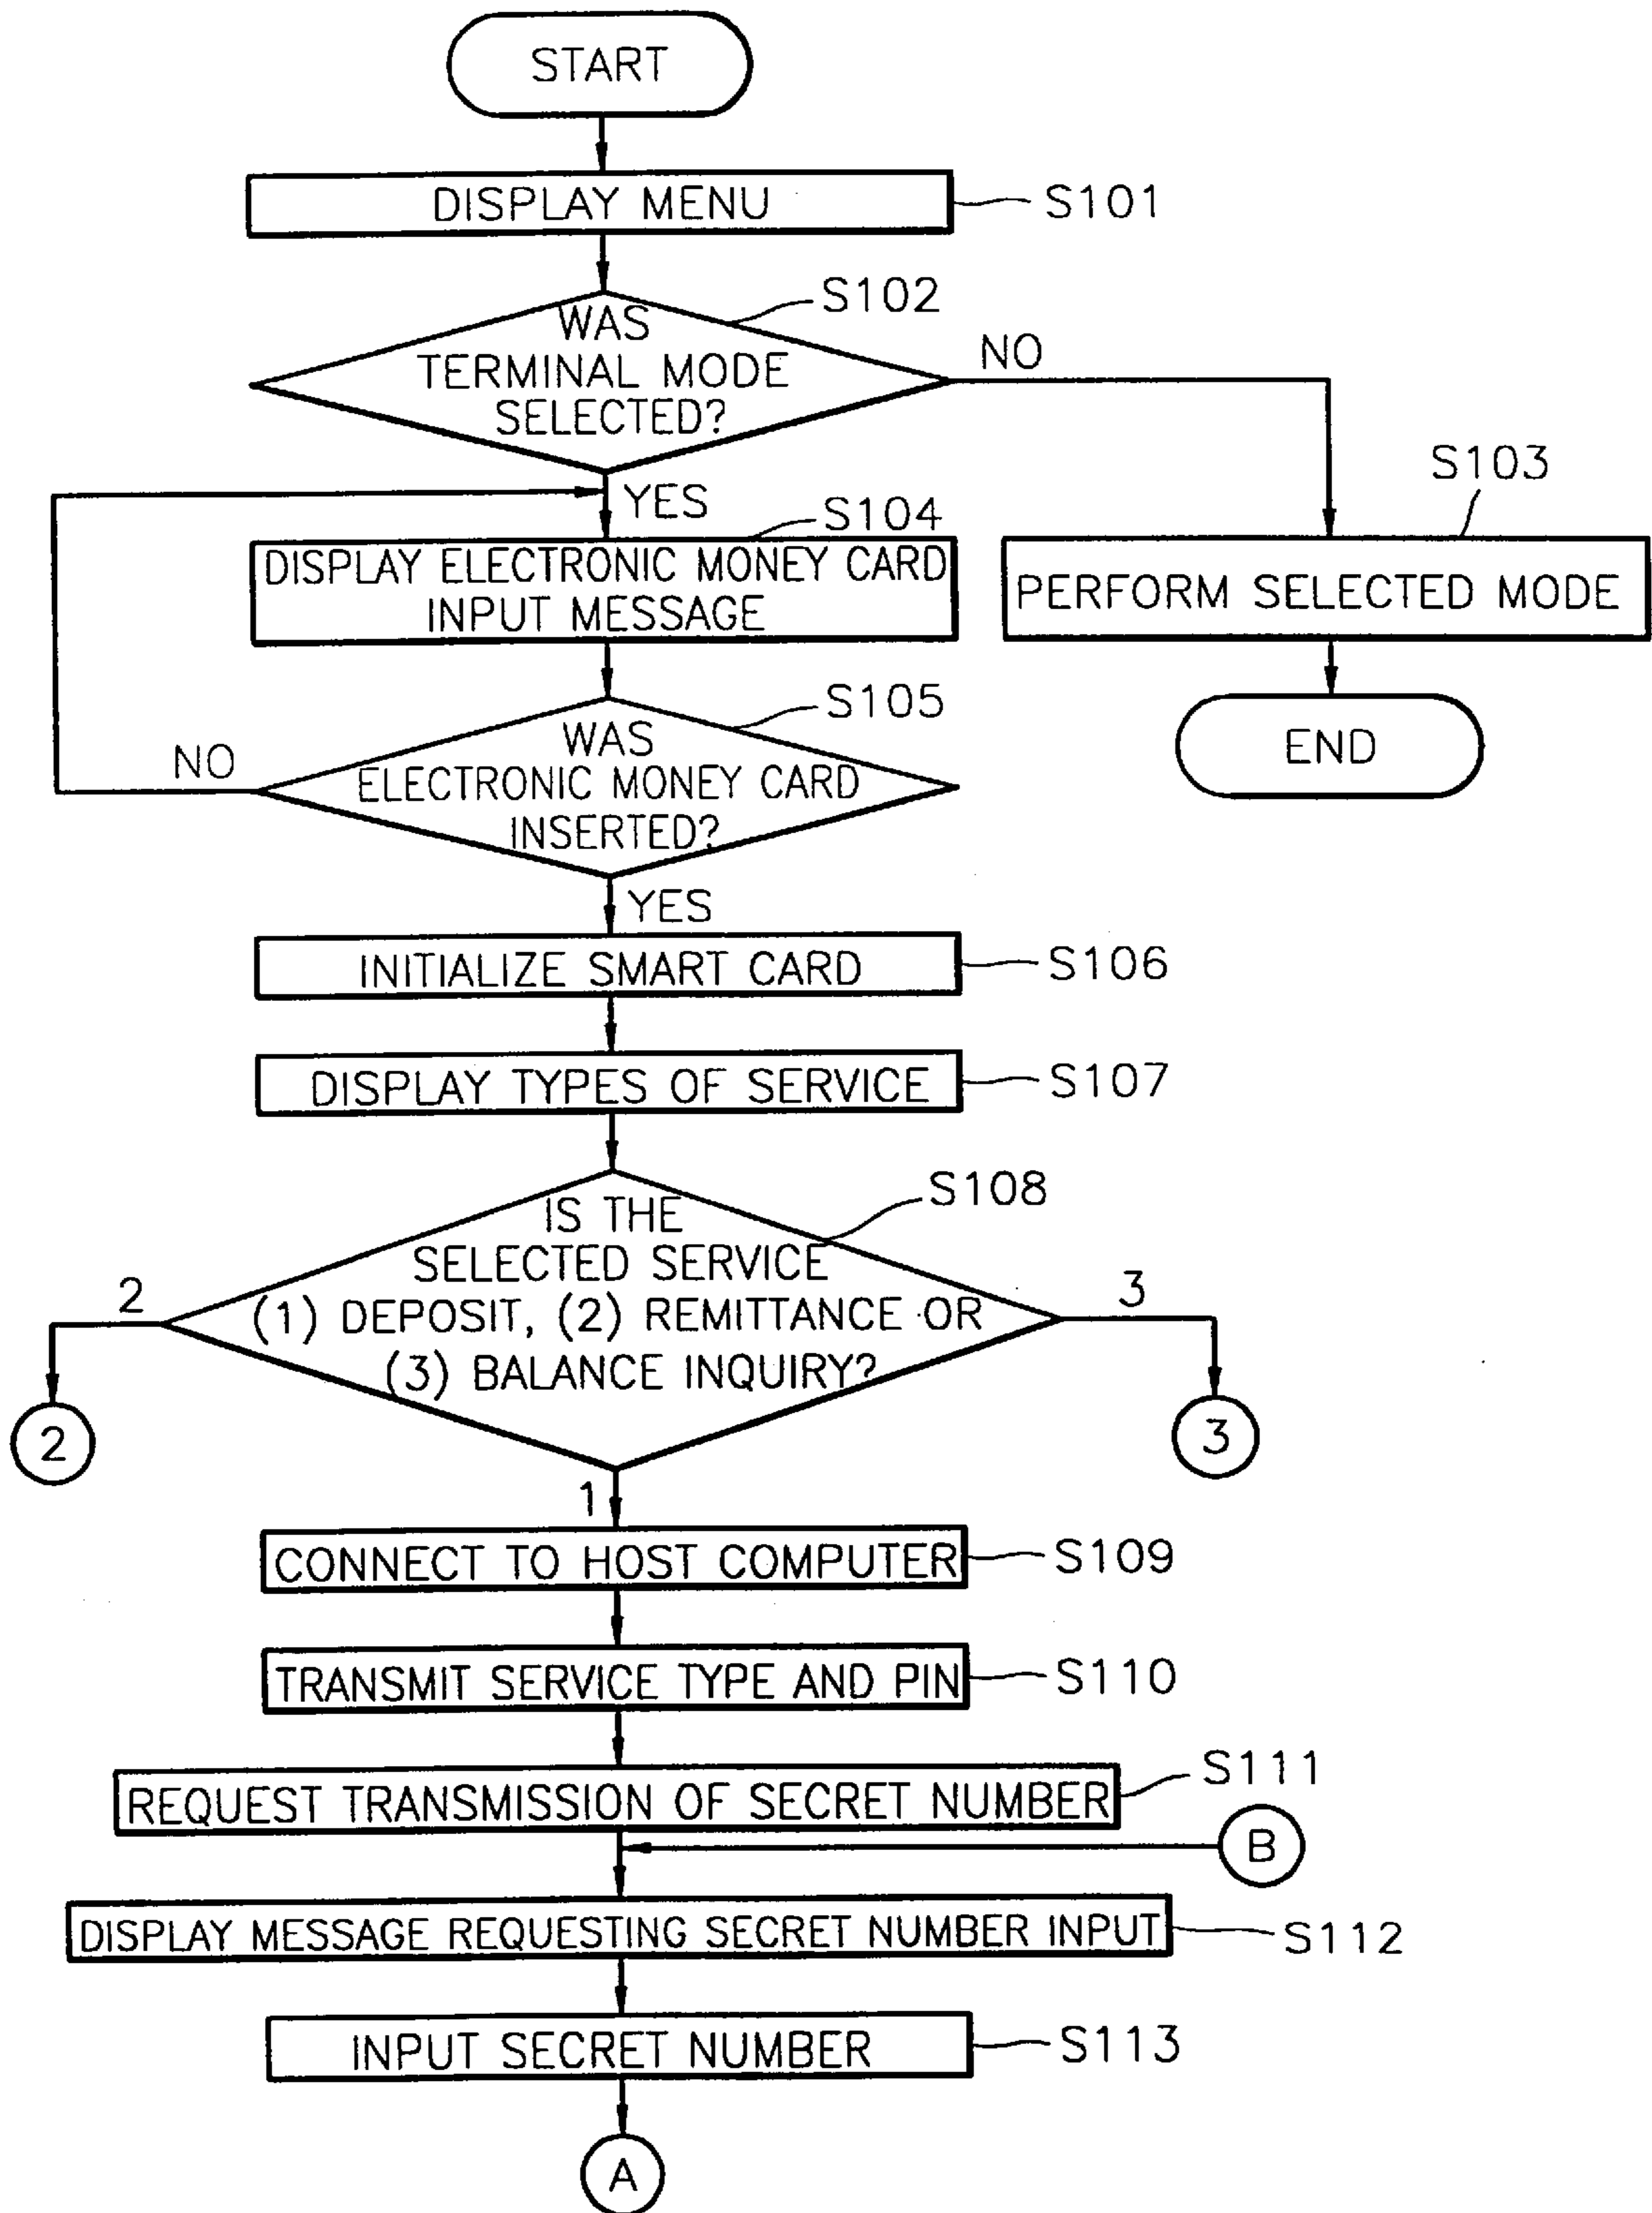 START
DISPLAY MENU
S101
S102
WAS
TERMINAL MODE
SELECTED?
NO
YES
S103
S104
DISPLAY ELECTRONIC MONEY CARD
INPUT MESSAGE
PERFORM SELECTED MODE
S105
WAS
ELECTRONIC MONEY CARD
INSERTED?
NO
END
YES
INITIALIZE SMART CARD
S106
DISPLAY TYPES OF SERVICE
S107
S108
IS THE
SELECTED SERVICE
(1) DEPOSIT, (2) REMITTANCE OR
(3) BALANCE INQUIRY?
2
3
2
3
1
CONNECT TO HOST COMPUTER
S109
TRANSMIT SERVICE TYPE AND PIN
S110
REQUEST TRANSMISSION OF SECRET NUMBER
S111
B
DISPLAY MESSAGE REQUESTING SECRET NUMBER INPUT
S112
INPUT SECRET NUMBER
S113
A